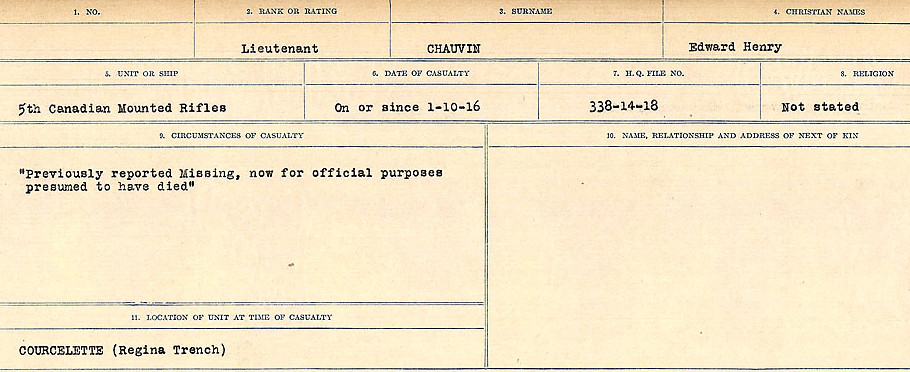 1. NO.
2. RANK OR RATING
3. SURNAME
4. CHRISTIAN NAMES
Lieutenant
CHAUVIN
Edward Henry
5. UNIT OR SHIP
6. DATE OF CASUALTY
7. H.Q. FILE NO.
8. RELIGION
5th Canadian Mounted Rifles
On or since 1-10-16
338-14-18
Not stated
9. CIRCUMSTANCES OF CASUALTY
10. NAME, RELATIONSHIP AND ADDRESS OF NEXT OF KIN
"Previously reported Missing, now for official purposes
presumed to have died"
11. LOCATION OF UNIT AT TIME OF CASUALTY
COURCELETTE (Regina Trench)